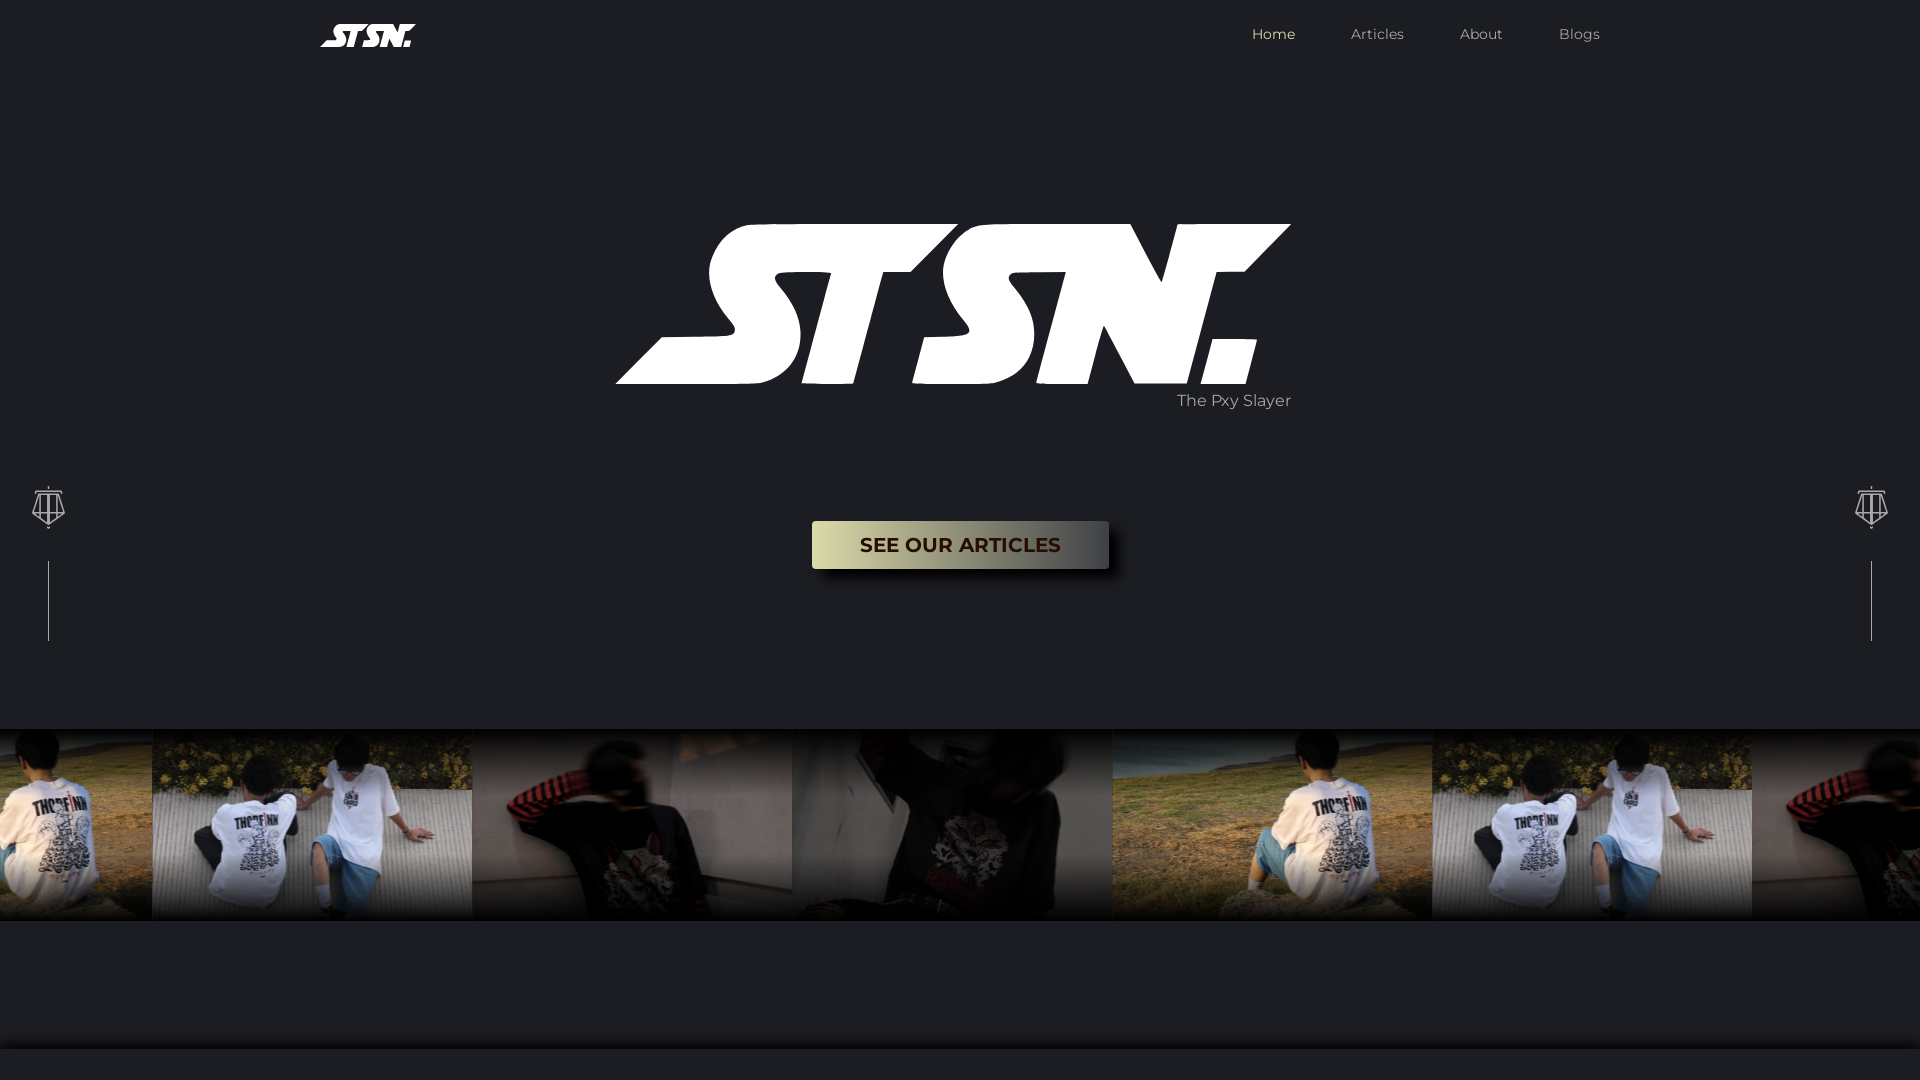 STSN.
Home
Articles
About
Blogs
STSN.
The Pxy Slayer
SEE OUR ARTICLES
THORFINN
THORFINN
THORFINN
THORFINN